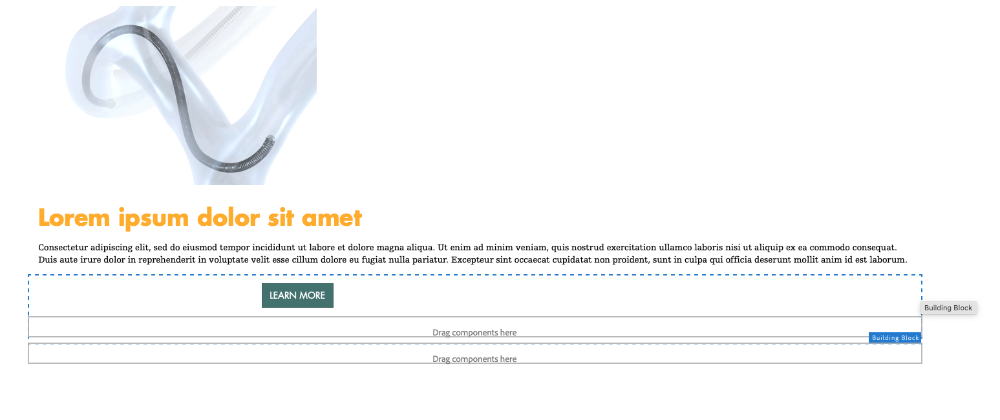 Lorem ipsum dolor sit amet
Consectetur adipiscing elit, sed do eiusmod tempor incididunt ut labore et dolore magna aliqua. Ut enim ad minim veniam, quis nostrud exercitation ullamco laboris nisi ut aliquip ex ea commodo consequat.
Duis aute irure dolor in reprehenderit in voluptate velit esse cillum dolore eu fugiat nulla pariatur. Excepteur sint occaecat cupidatat non proident, sunt in culpa qui officia deserunt mollit anim id est laborum.
LEARN MORE
Building Block
Drag components here
Building Block
Drag components here